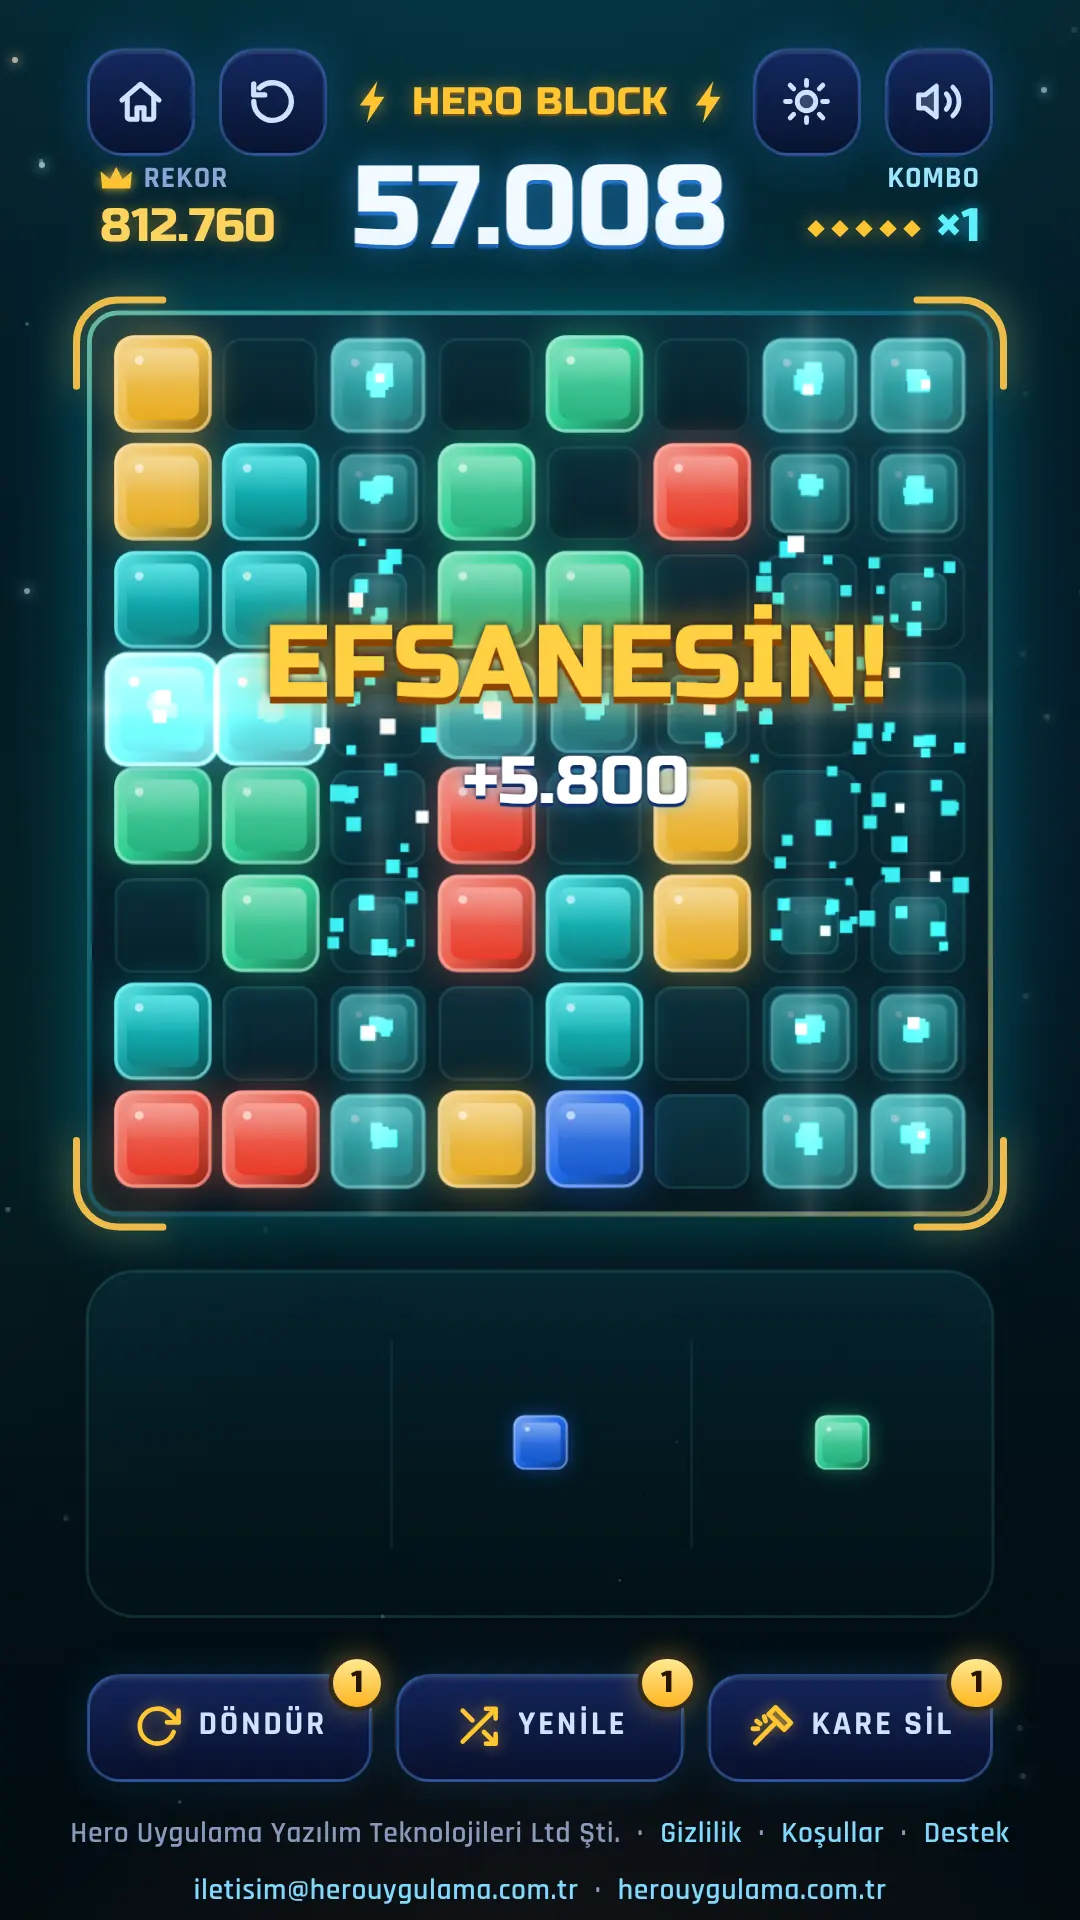 HERO BLOCK
REKOR
812.760
57.008
KOMBO
×1
EFSANESİN!
+5.800
DÖNDÜR
1
YENİLE
1
KARE SİL
1
Hero Uygulama Yazılım Teknolojileri Ltd Şti. · Gizlilik · Koşullar · Destek
iletisim@herouygulama.com.tr · herouygulama.com.tr